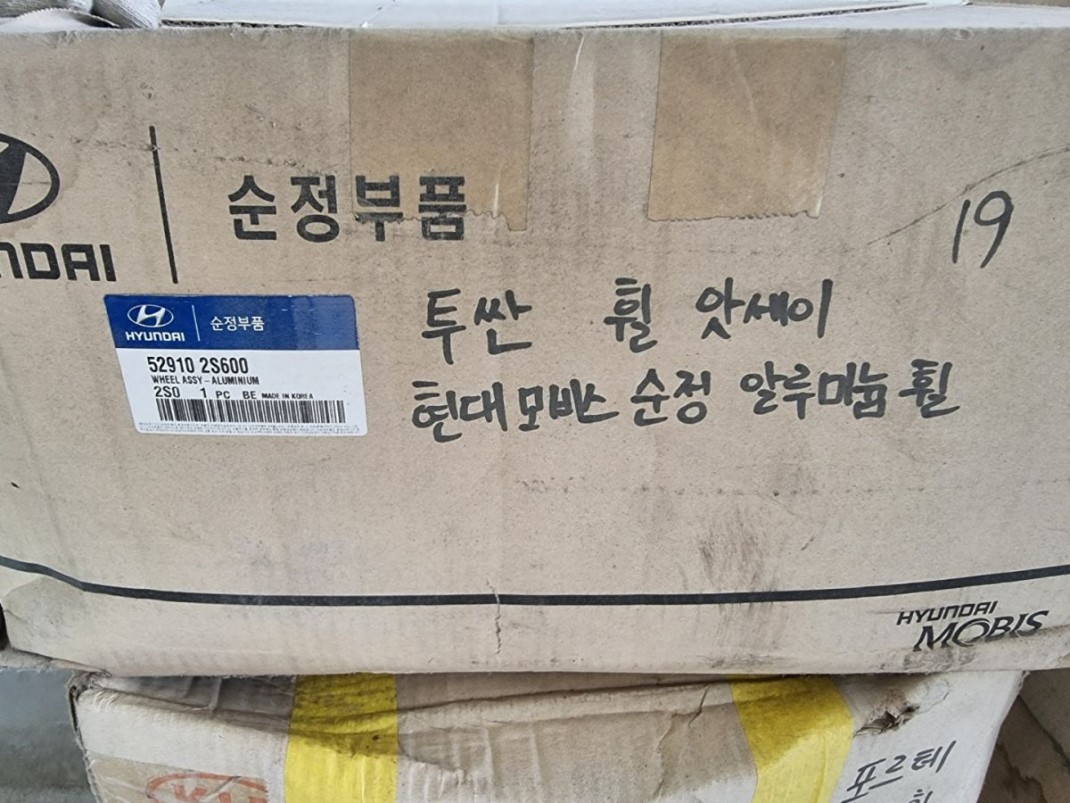 HYUNDAI
순정부품
19
HYUNDAI 순정부품
52910 2S600
WHEEL ASSY-ALUMINIUM
2S0 1 PC BE MADE IN KOREA
투싼 휠 앗세이
현대모비스 순정 알루미늄 휠
HYUNDAI
MOBIS
포르테
휠